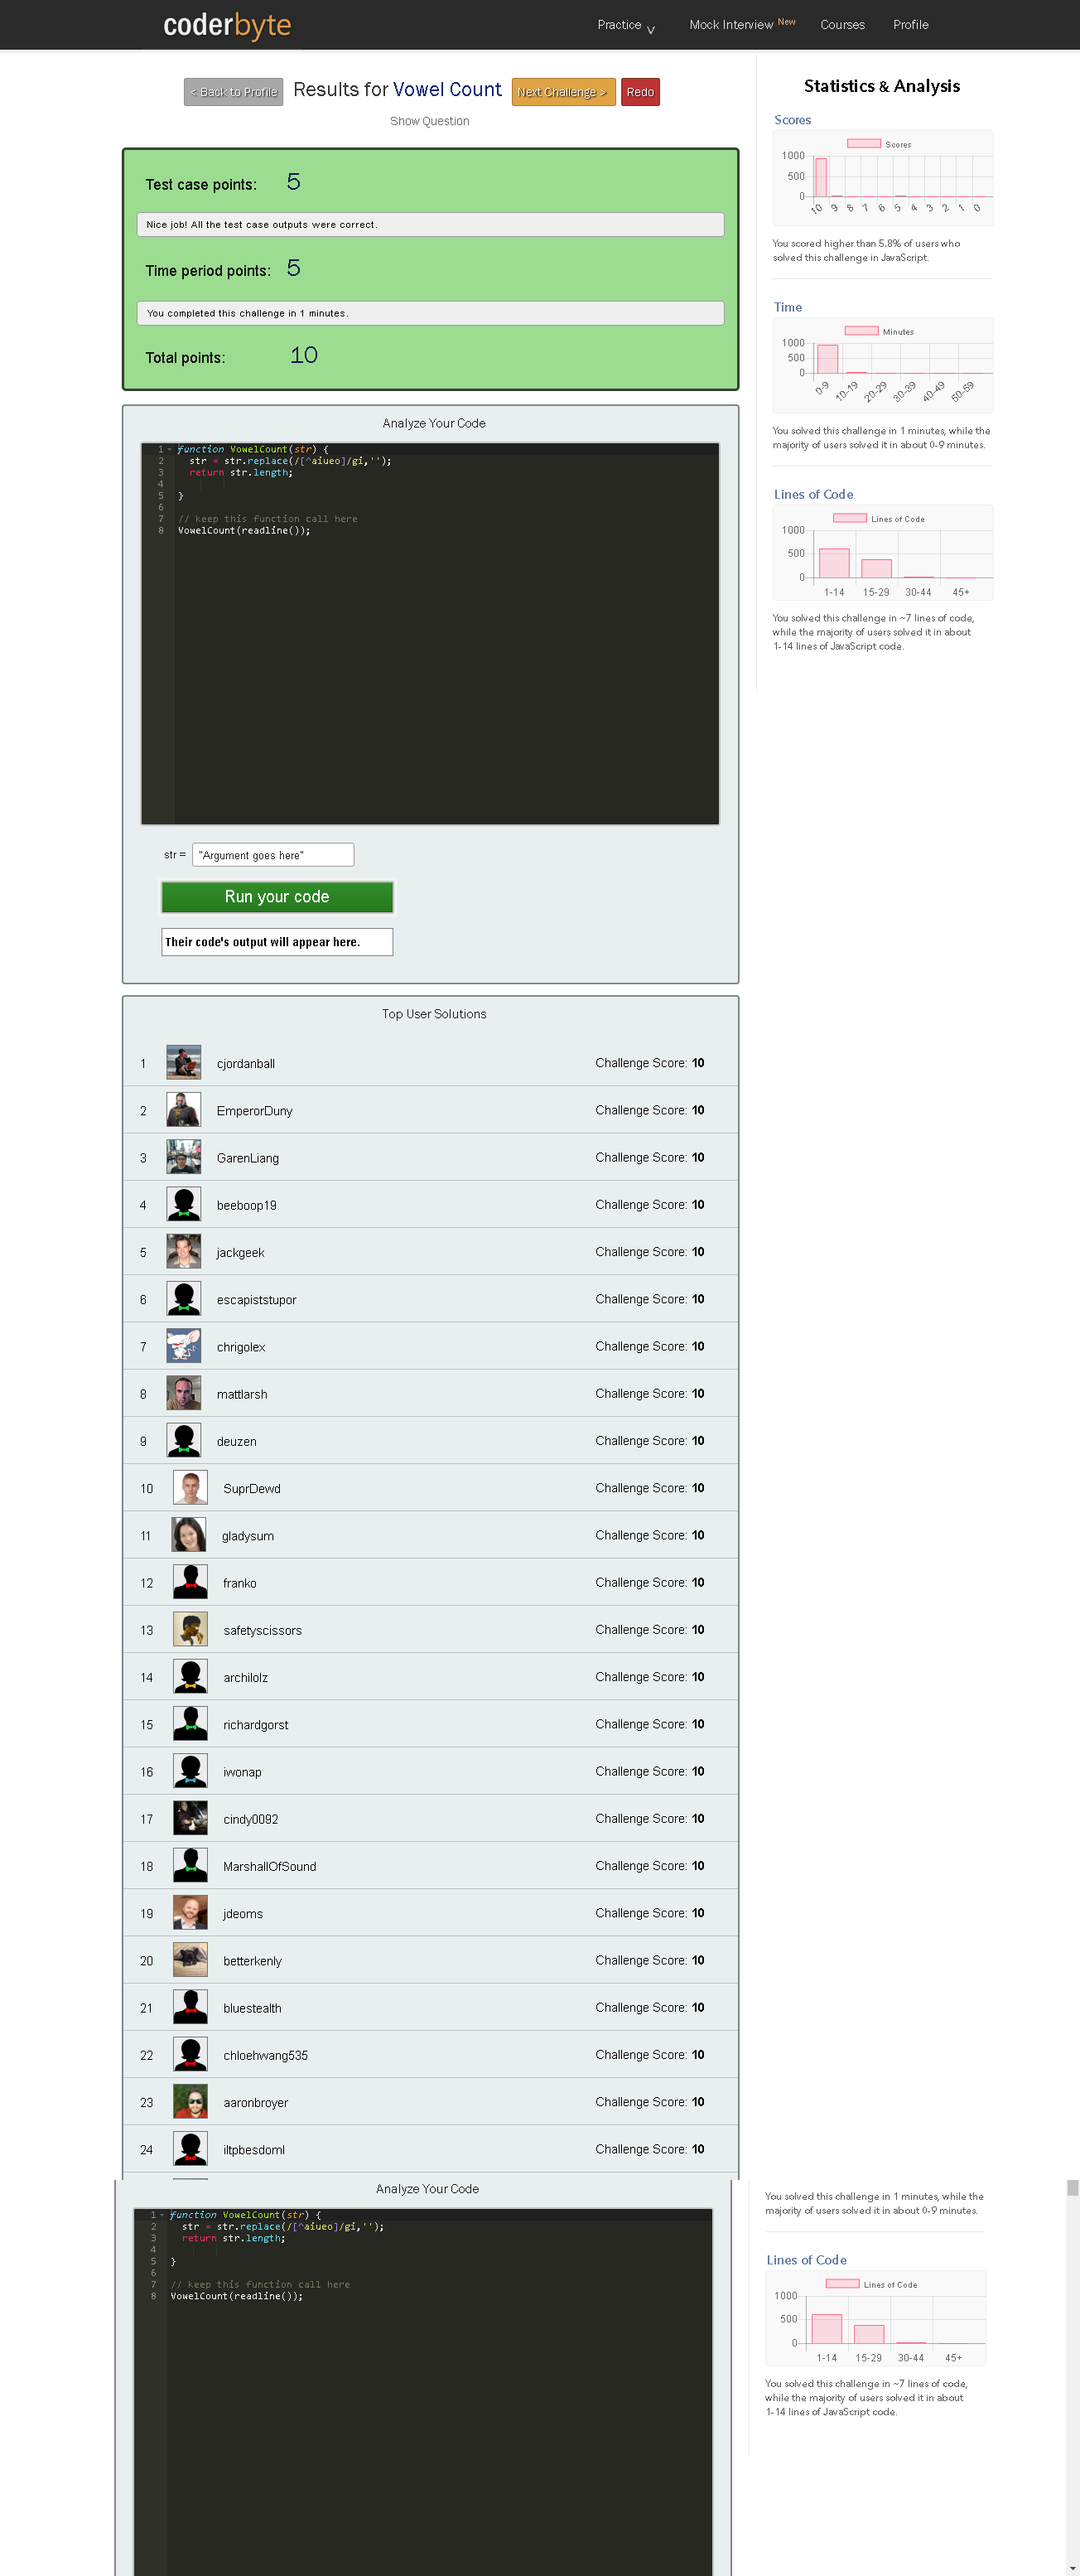 coderbyte
Practice
Mock Interview New
Courses
Profile
< Back to Profile
Results for Vowel Count
Next Challenge >
Redo
Show Question
Test case points: 5
Nice job! All the test case outputs were correct.
Time period points: 5
You completed this challenge in 1 minutes.
Total points: 10
Statistics & Analysis
Scores
Scores
1000
500
0
10 9 8 7 6 5 4 3 2 1 0
You scored higher than 5.8% of users who
solved this challenge in JavaScript.
Time
Minutes
1000
500
0
0-9 10-19 20-29 30-39 40-49 50-59
You solved this challenge in 1 minutes, while the
majority of users solved it in about 0-9 minutes.
Lines of Code
Lines of Code
1000
500
0
1-14 15-29 30-44 45+
You solved this challenge in ~7 lines of code,
while the majority of users solved it in about
1-14 lines of JavaScript code.
Analyze Your Code
1 function VowelCount(str) {
2 str = str.replace(/[^aiueo]/gi,'');
3 return str.length;
4
5 }
6
7 // keep this function call here
8 VowelCount(readline());
str = "Argument goes here"
Run your code
Their code's output will appear here.
Top User Solutions
1 cjordanball Challenge Score: 10
2 EmperorDuny Challenge Score: 10
3 GarenLiang Challenge Score: 10
4 beeboop19 Challenge Score: 10
5 jackgeek Challenge Score: 10
6 escapiststupor Challenge Score: 10
7 chrigolex Challenge Score: 10
8 mattlarsh Challenge Score: 10
9 deuzen Challenge Score: 10
10 SuprDewd Challenge Score: 10
11 gladysum Challenge Score: 10
12 franko Challenge Score: 10
13 safetyscissors Challenge Score: 10
14 archilolz Challenge Score: 10
15 richardgorst Challenge Score: 10
16 iwonap Challenge Score: 10
17 cindy0092 Challenge Score: 10
18 MarshallOfSound Challenge Score: 10
19 jdeoms Challenge Score: 10
20 betterkenly Challenge Score: 10
21 bluestealth Challenge Score: 10
22 chloehwang535 Challenge Score: 10
23 aaronbroyer Challenge Score: 10
24 iltpbesdoml Challenge Score: 10
Analyze Your Code
1 function VowelCount(str) {
2 str = str.replace(/[^aiueo]/gi,'');
3 return str.length;
4
5 }
6
7 // keep this function call here
8 VowelCount(readline());
You solved this challenge in 1 minutes, while the
majority of users solved it in about 0-9 minutes.
Lines of Code
Lines of Code
1000
500
0
1-14 15-29 30-44 45+
You solved this challenge in ~7 lines of code,
while the majority of users solved it in about
1-14 lines of JavaScript code.